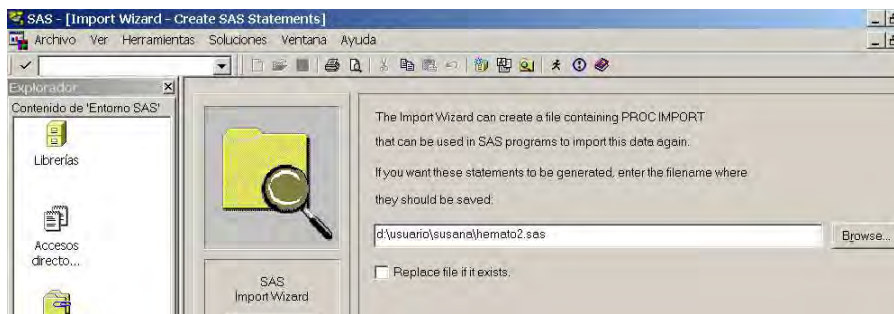 SAS - [Import Wizard - Create SAS Statements]
Archivo Ver Herramientas Soluciones Ventana Ayuda
Explorador
Contenido de 'Entorno SAS'
Librerías
Accesos
directo...
The Import Wizard can create a file containing PROC IMPORT
that can be used in SAS programs to import this data again.
If you want these statements to be generated, enter the filename where
they should be saved:
d:\usuario\susana\hemato2.sas
Browse...
Replace file if it exists.
SAS
Import Wizard